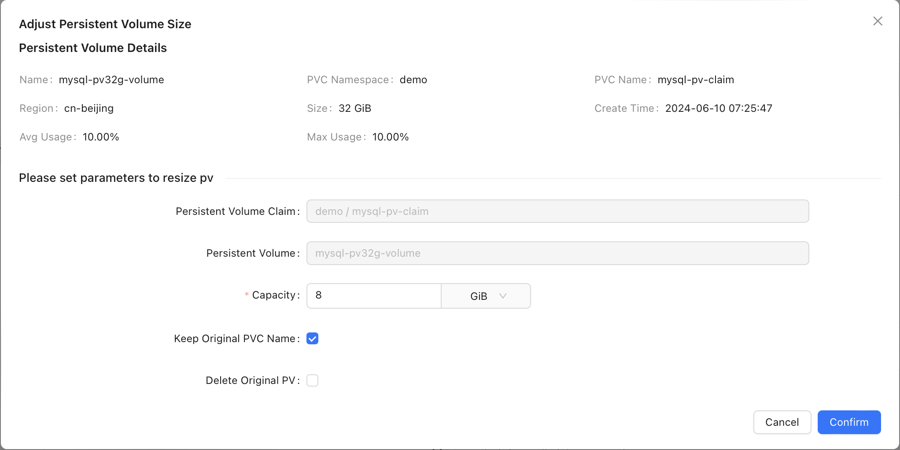 Adjust Persistent Volume Size
Persistent Volume Details
Name: mysql-pv32g-volume PVC Namespace: demo PVC Name: mysql-pv-claim
Region: cn-beijing Size: 32 GiB Create Time: 2024-06-10 07:25:47
Avg Usage: 10.00% Max Usage: 10.00%
Please set parameters to resize pv
Persistent Volume Claim: demo / mysql-pv-claim
Persistent Volume: mysql-pv32g-volume
* Capacity: 8 GiB
Keep Original PVC Name:
Delete Original PV:
Cancel Confirm